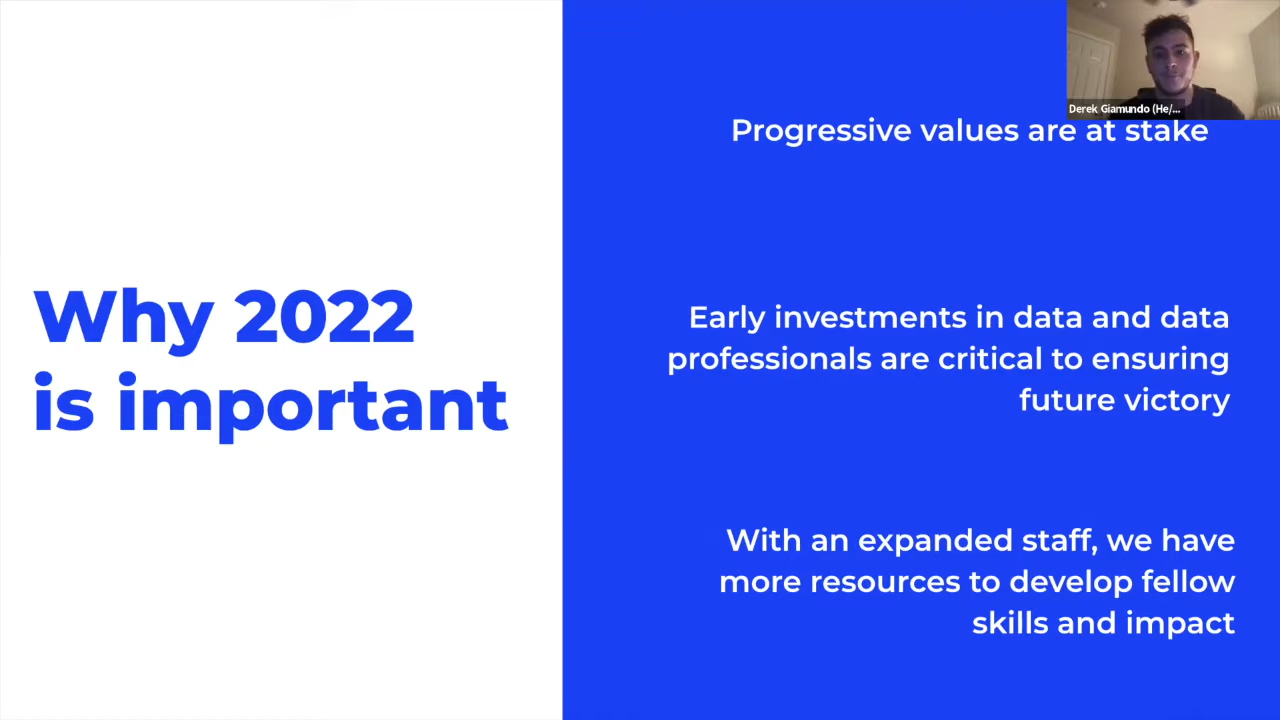 Derek Giamundo (He/...
Progressive values are at stake
Why 2022
is important
Early investments in data and data
professionals are critical to ensuring
future victory
With an expanded staff, we have
more resources to develop fellow
skills and impact